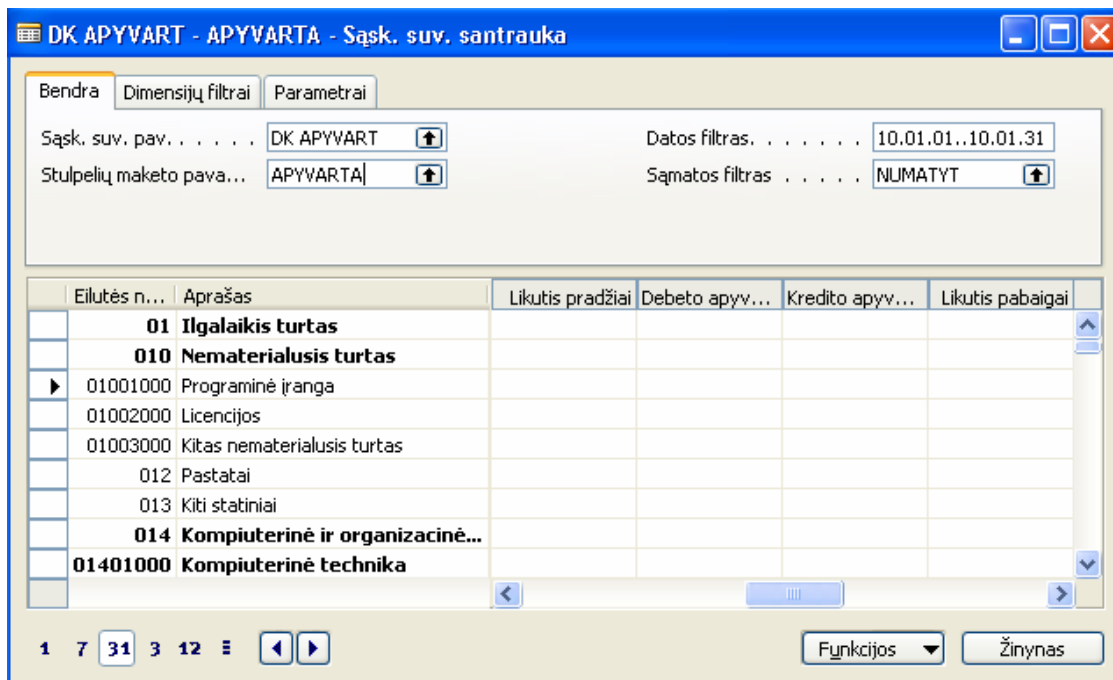 DK APYVART - APYVARTA - Sąsk. suv. santrauka
Bendra Dimensijų filtrai Parametrai
Sąsk. suv. pav. . . . . . DK APYVART Datos filtras. . . . . . . 10.01.01..10.01.31
Stulpelių maketo pava... APYVARTA Sąmatos filtras . . . . . NUMATYT
Eilutės n... Aprašas Likutis pradžiai Debeto apyv... Kredito apyv... Likutis pabaigai
01 Ilgalaikis turtas
010 Nematerialusis turtas
01001000 Programinė įranga
01002000 Licencijos
01003000 Kitas nematerialusis turtas
012 Pastatai
013 Kiti statiniai
014 Kompiuterinė ir organizacinė...
01401000 Kompiuterinė technika
1 7 31 3 12 Funkcijos Žinynas